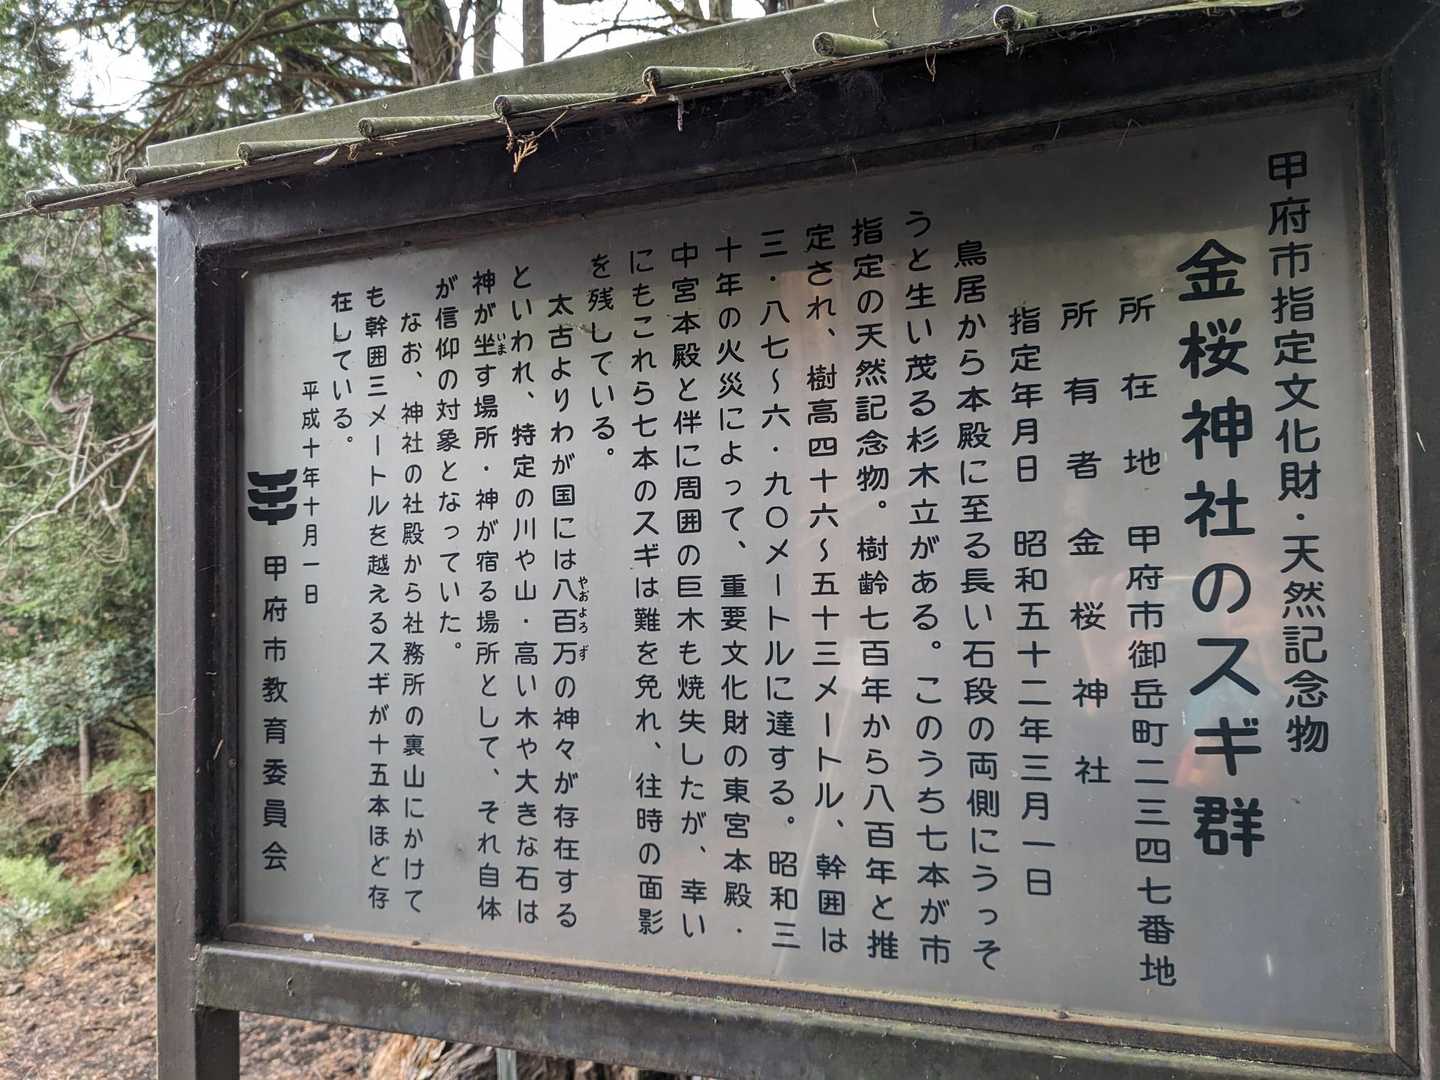 甲府市指定文化財・天然記念物
金桜神社のスギ群
所在地 甲府市御岳町二三四七番地
所有者 金桜神社
指定年月日 昭和五十二年三月一日
鳥居から本殿に至る長い石段の両側にうっそ
うと生い茂る杉木立がある。このうち七本が市
指定の天然記念物。樹齢七百年から八百年と推
定され、樹高四十六～五十三メートル、幹囲は
三・八七～六・九〇メートルに達する。昭和三
十年の火災によって、重要文化財の東宮本殿・
中宮本殿と伴に周囲の巨木も焼失したが、幸い
にもこれら七本のスギは難を免れ、往時の面影
を残している。
太古よりわが国には八百万の神々が存在する
やおよろず
といわれ、特定の川や山・高い木や大きな石は
神が坐す場所・神が宿る場所として、それ自体
いま
が信仰の対象となっていた。
なお、神社の社殿から社務所の裏山にかけて
も幹囲三メートルを越えるスギが十五本ほど存
在している。
平成十年十月一日
甲府市教育委員会